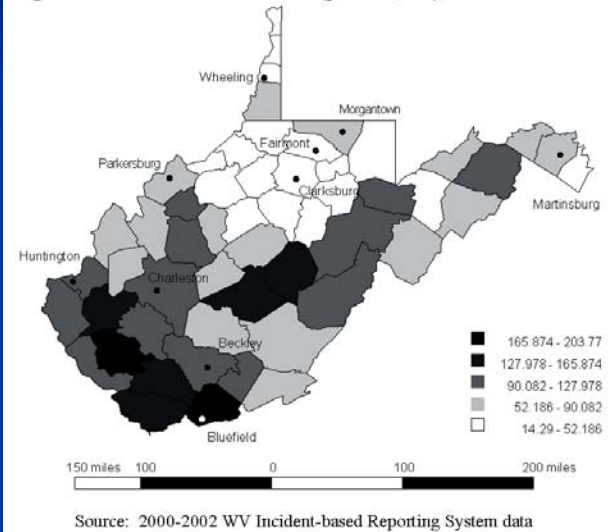 Wheeling
Morgantown
Fairmont
Parkersburg
Clarksburg
Martinsburg
Huntington
Charleston
Beckley
Bluefield
165.874 - 203.77
127.978 - 165.874
90.082 - 127.978
52.186 - 90.082
14.29 - 52.186
150 miles 100 0 100 200 miles
Source: 2000-2002 WV Incident-based Reporting System data